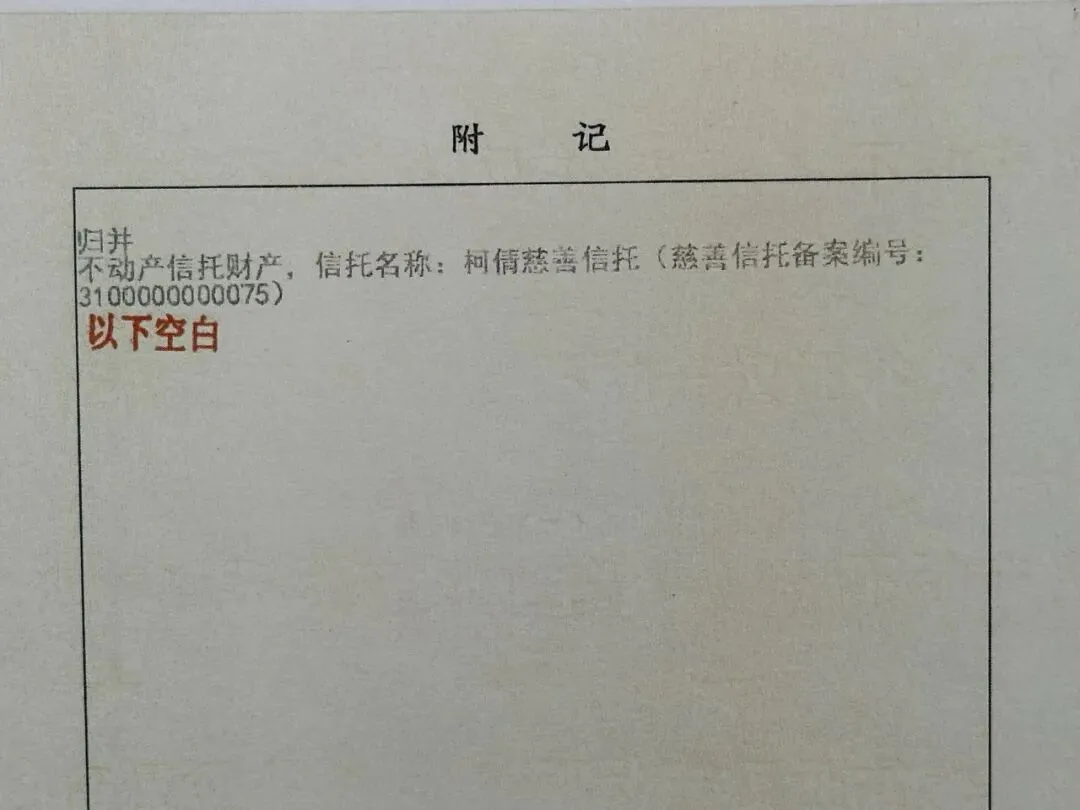 附 记
归并
不动产信托财产，信托名称：柯倩慈善信托（慈善信托备案编号：
3100000000075）
以下空白